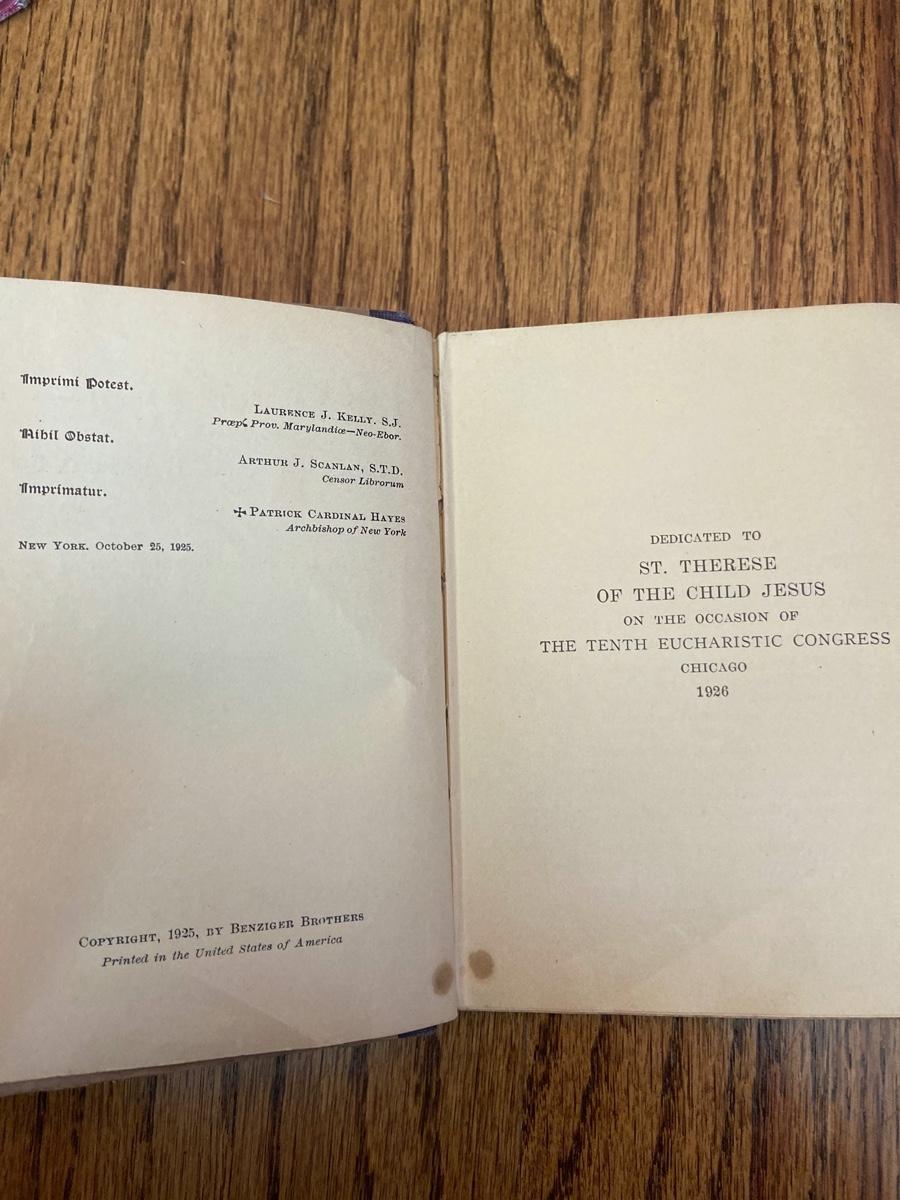 Imprimi Potest.
LAURENCE J. KELLY. S.J.
Præp. Prov. Marylandiæ—Neo-Ebor.
Nihil Obstat.
ARTHUR J. SCANLAN, S.T.D.
Censor Librorum
Imprimatur.
✠ PATRICK CARDINAL HAYES
Archbishop of New York
NEW YORK. October 25, 1925.
COPYRIGHT, 1925, BY BENZIGER BROTHERS
Printed in the United States of America
DEDICATED TO
ST. THERESE
OF THE CHILD JESUS
ON THE OCCASION OF
THE TENTH EUCHARISTIC CONGRESS
CHICAGO
1926